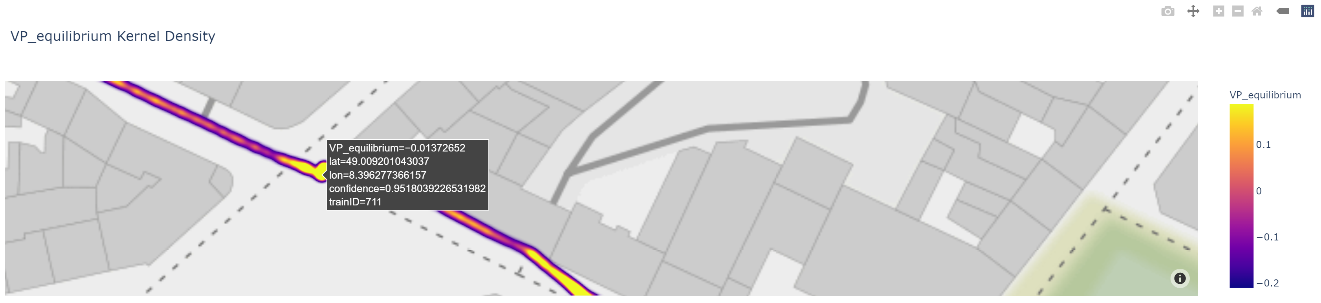 VP_equilibrium Kernel Density
VP_equilibrium
VP_equilibrium=−0.01372652
lat=49.009201043037
lon=8.396277366157
confidence=0.9518039226531982
trainID=711
0.1
0
−0.1
−0.2